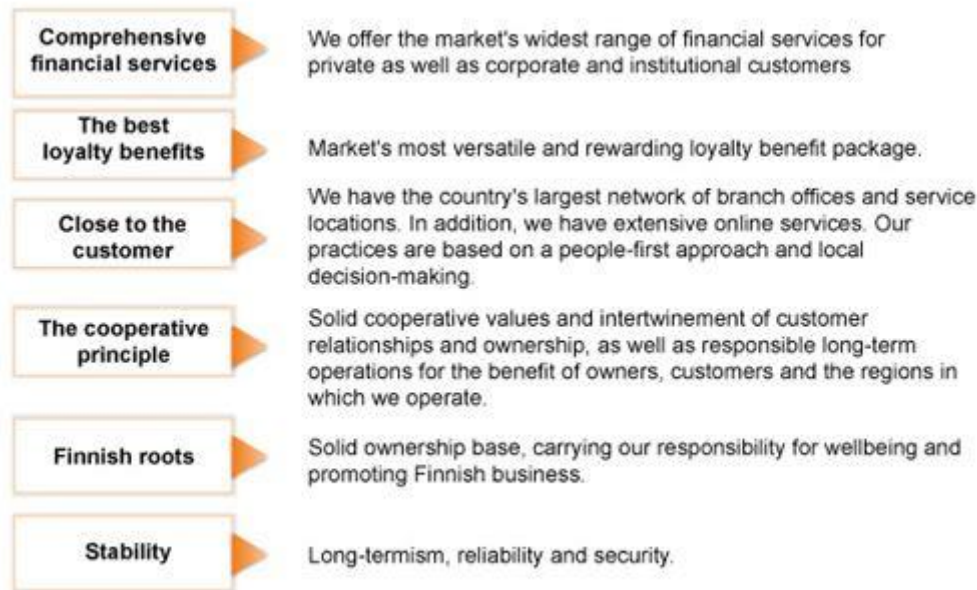 Comprehensive
financial services
We offer the market's widest range of financial services for
private as well as corporate and institutional customers
The best
loyalty benefits
Market's most versatile and rewarding loyalty benefit package.
Close to the
customer
We have the country's largest network of branch offices and service
locations. In addition, we have extensive online services. Our
practices are based on a people-first approach and local
decision-making.
The cooperative
principle
Solid cooperative values and intertwinement of customer
relationships and ownership, as well as responsible long-term
operations for the benefit of owners, customers and the regions in
which we operate.
Finnish roots
Solid ownership base, carrying our responsibility for wellbeing and
promoting Finnish business.
Stability
Long-termism, reliability and security.